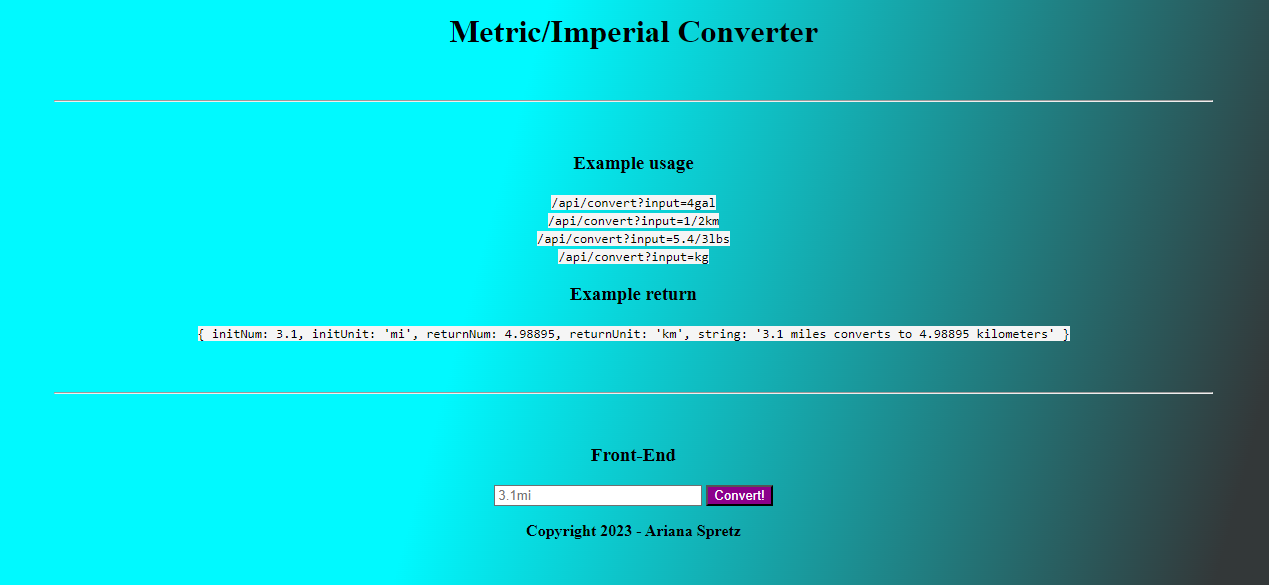 Metric/Imperial Converter
Example usage
/api/convert?input=4gal
/api/convert?input=1/2km
/api/convert?input=5.4/3lbs
/api/convert?input=kg
Example return
{ initNum: 3.1, initUnit: 'mi', returnNum: 4.98895, returnUnit: 'km', string: '3.1 miles converts to 4.98895 kilometers' }
Front-End
3.1mi Convert!
Copyright 2023 - Ariana Spretz